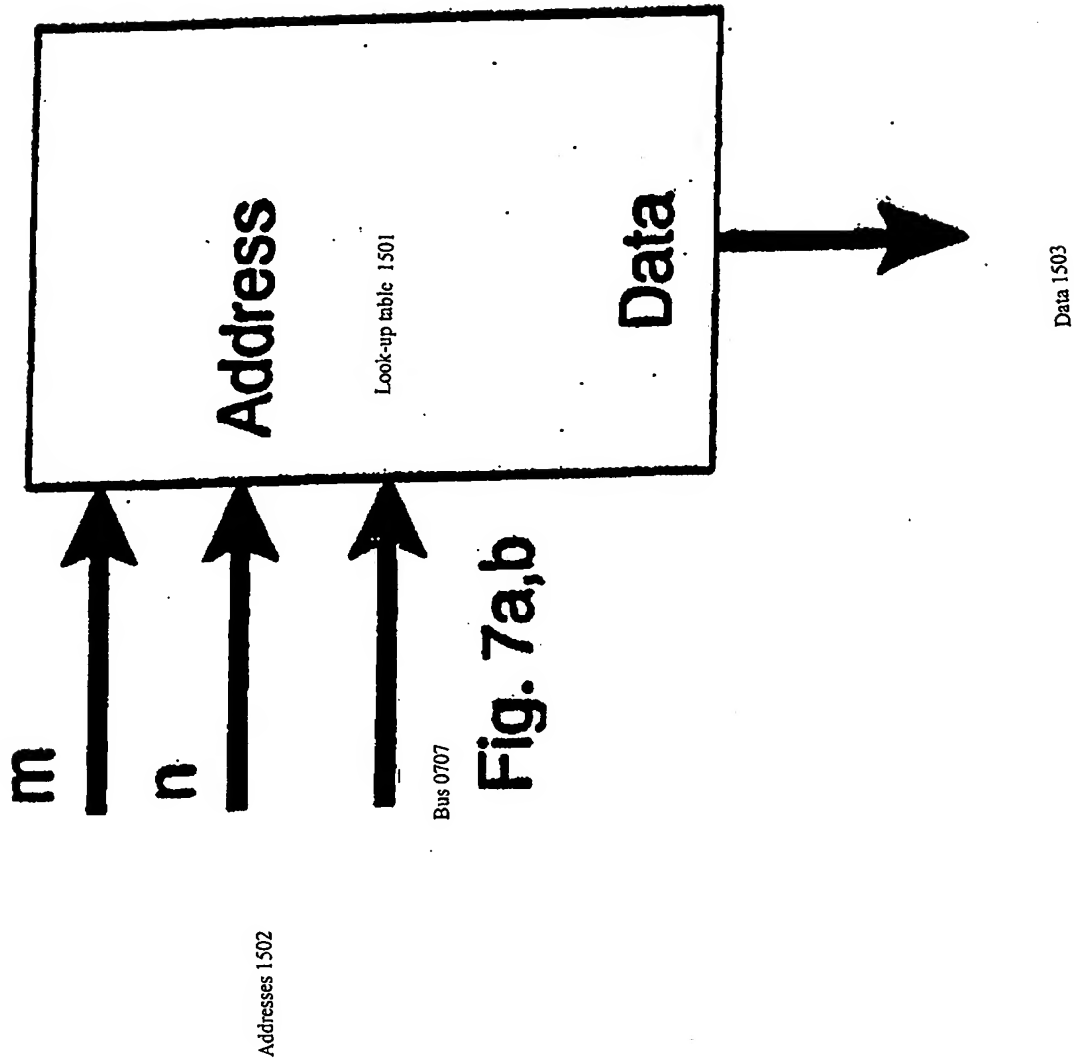 m
n
Address
Look-up table 1501
Data
Bus 0707
Fig. 7a,b
Addresses 1502
Data 1503